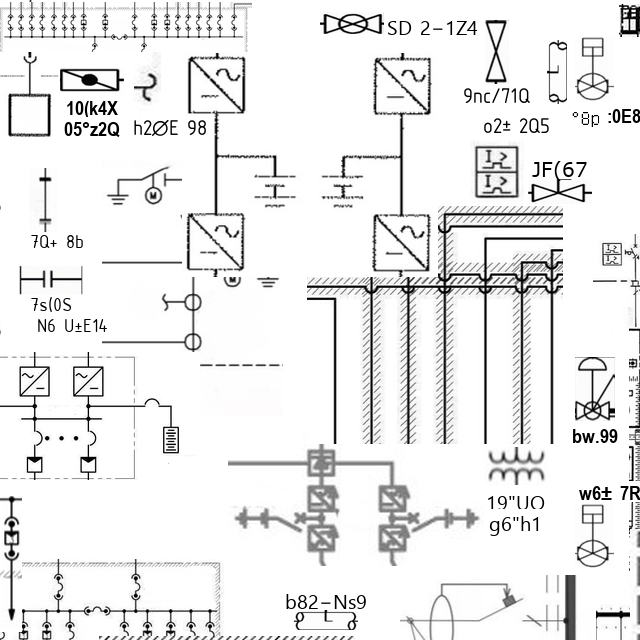 SD 2-1Z4
9nc/71Q
°8p :0E8
10(k4X
05°z2Q
h2ØE 98
o2± 2Q5
JF(67
7Q+ 8b
7s(0S
N6 U±E14
bw.99
w6± 7R
19"UO
g6"h1
b82-Ns9
M
M
L
L